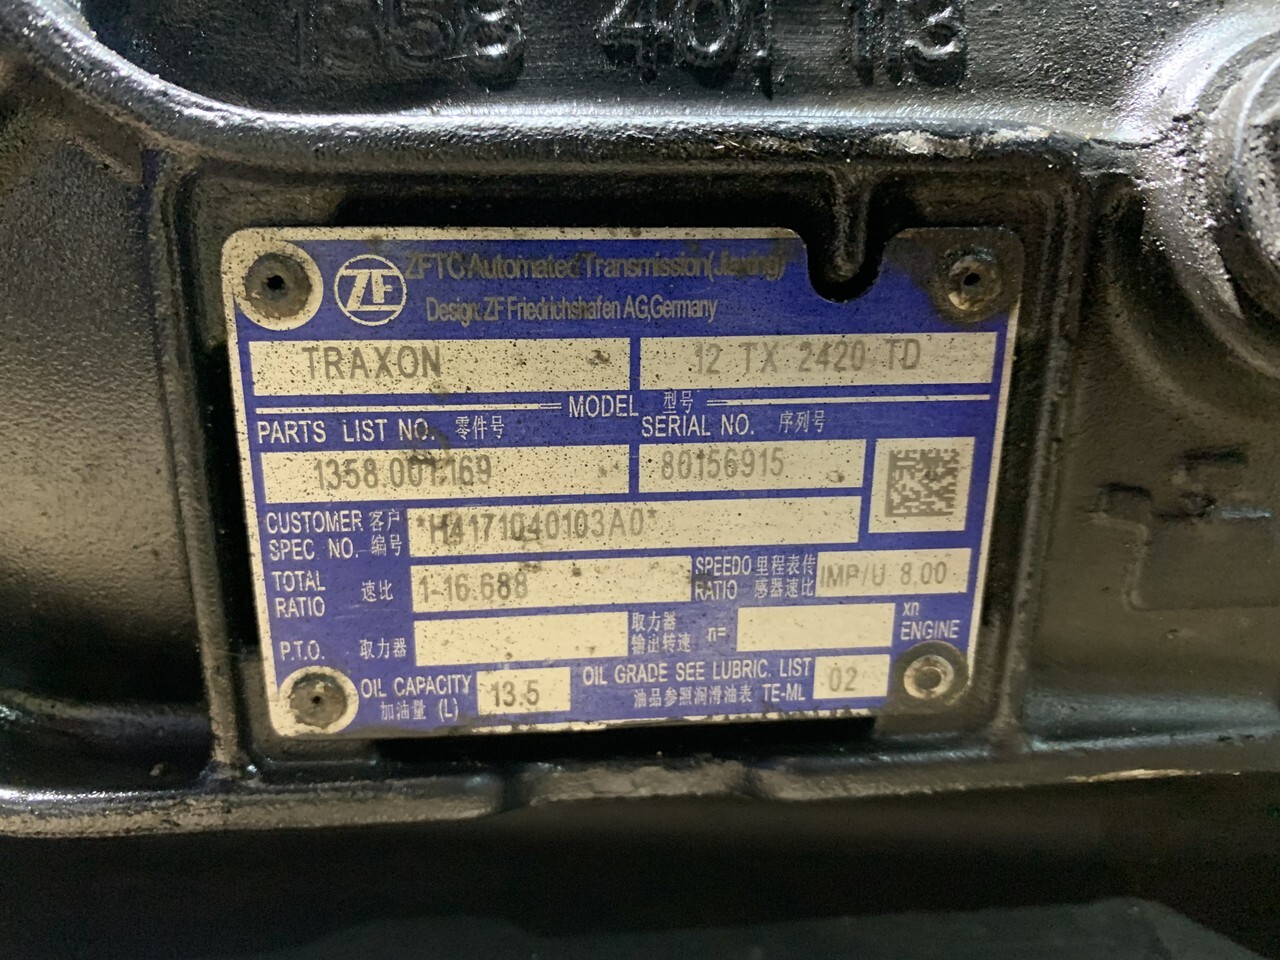 1358 401 113
ZF ZFTC Automated Transmission(Jiaxing)
Design: ZF Friedrichshafen AG,Germany
TRAXON 12 TX 2420 TD
MODEL 型号
PARTS LIST NO. 零件号 SERIAL NO. 序列号
1358.001.169 80156915
CUSTOMER 客户
SPEC NO. 编号 *H4171040103A0*
TOTAL RATIO 速比 1-16.688 SPEEDO RATIO 里程表传感器速比 IMP/U 8.00
P.T.O. 取力器 取力器输出转速 n= xn ENGINE
OIL CAPACITY 加油量 (L) 13.5 OIL GRADE SEE LUBRIC. LIST 油品参照润滑油表 TE-ML 02